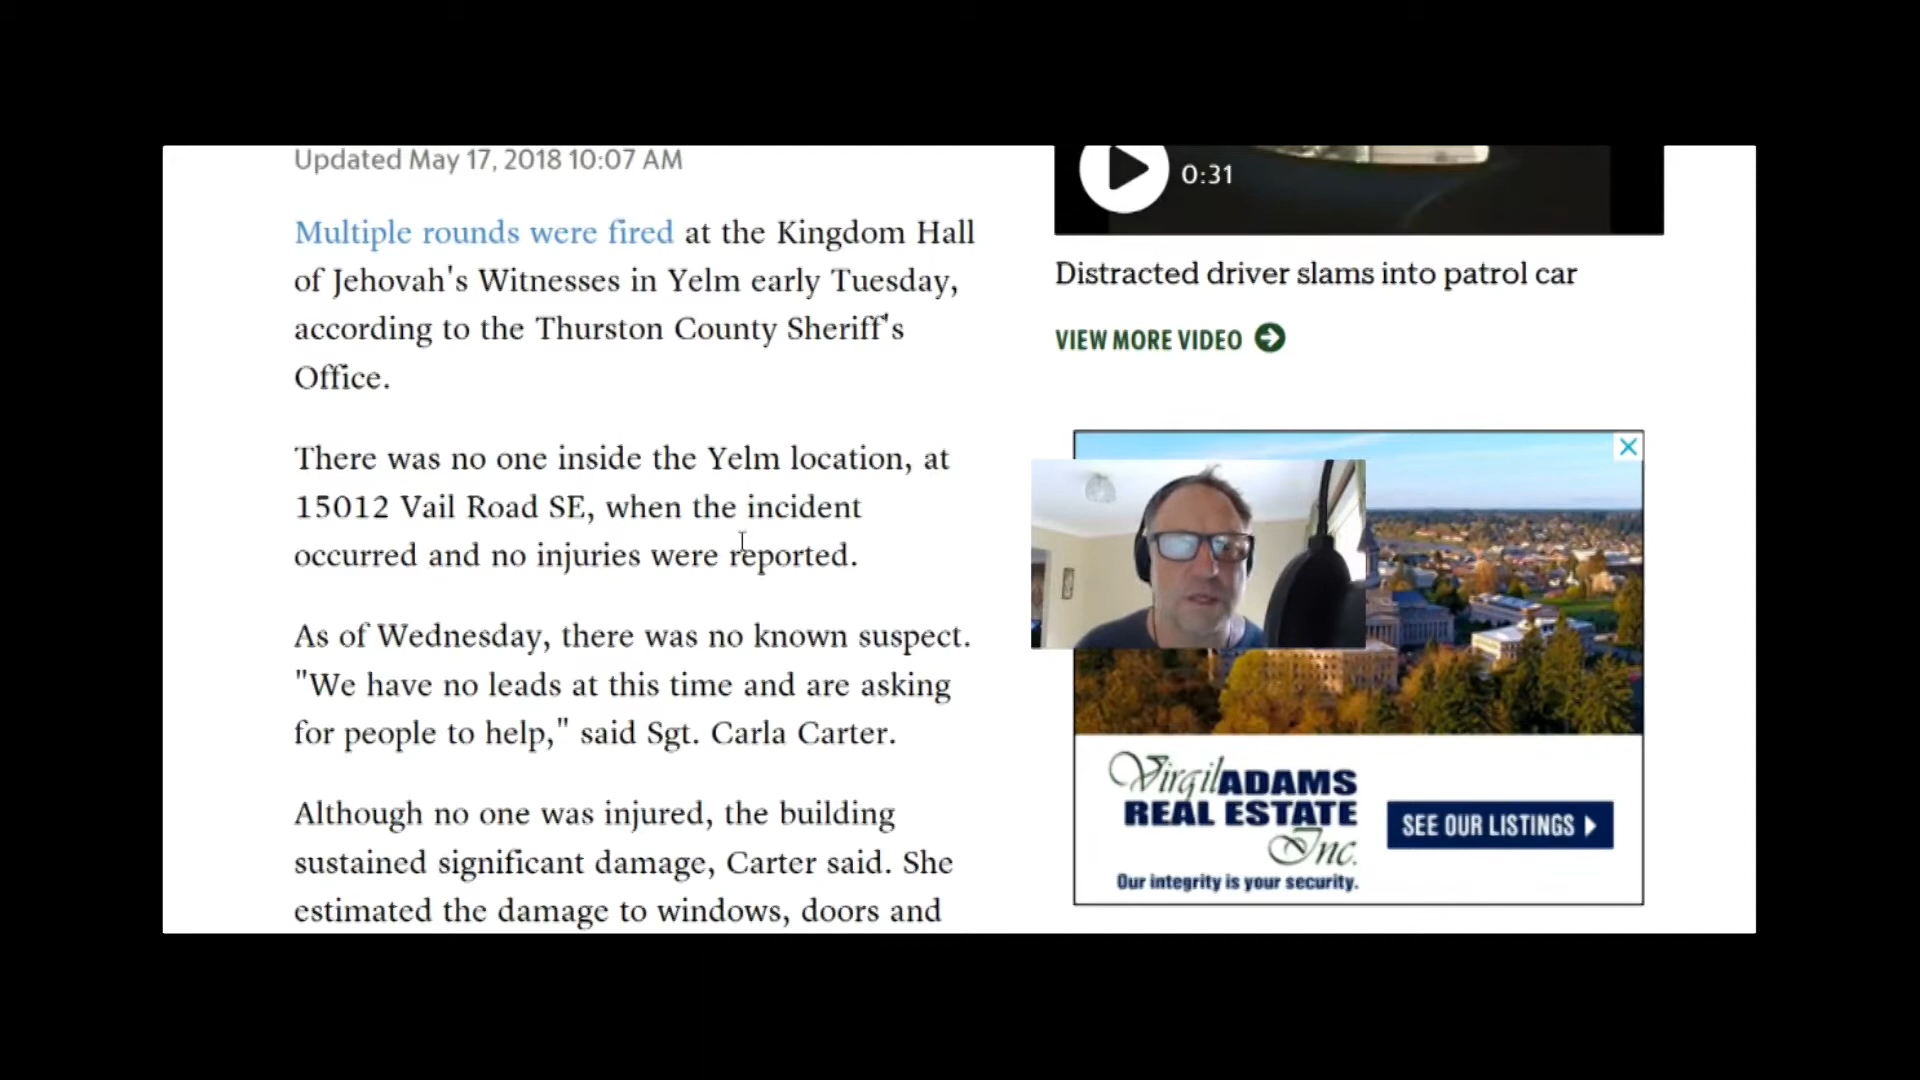 Updated May 17, 2018 10:07 AM
Multiple rounds were fired at the Kingdom Hall
of Jehovah's Witnesses in Yelm early Tuesday,
according to the Thurston County Sheriff's
Office.
There was no one inside the Yelm location, at
15012 Vail Road SE, when the incident
occurred and no injuries were reported.
As of Wednesday, there was no known suspect.
"We have no leads at this time and are asking
for people to help," said Sgt. Carla Carter.
Although no one was injured, the building
sustained significant damage, Carter said. She
estimated the damage to windows, doors and
0:31
Distracted driver slams into patrol car
VIEW MORE VIDEO
Virgil ADAMS
REAL ESTATE
Inc.
Our integrity is your security.
SEE OUR LISTINGS